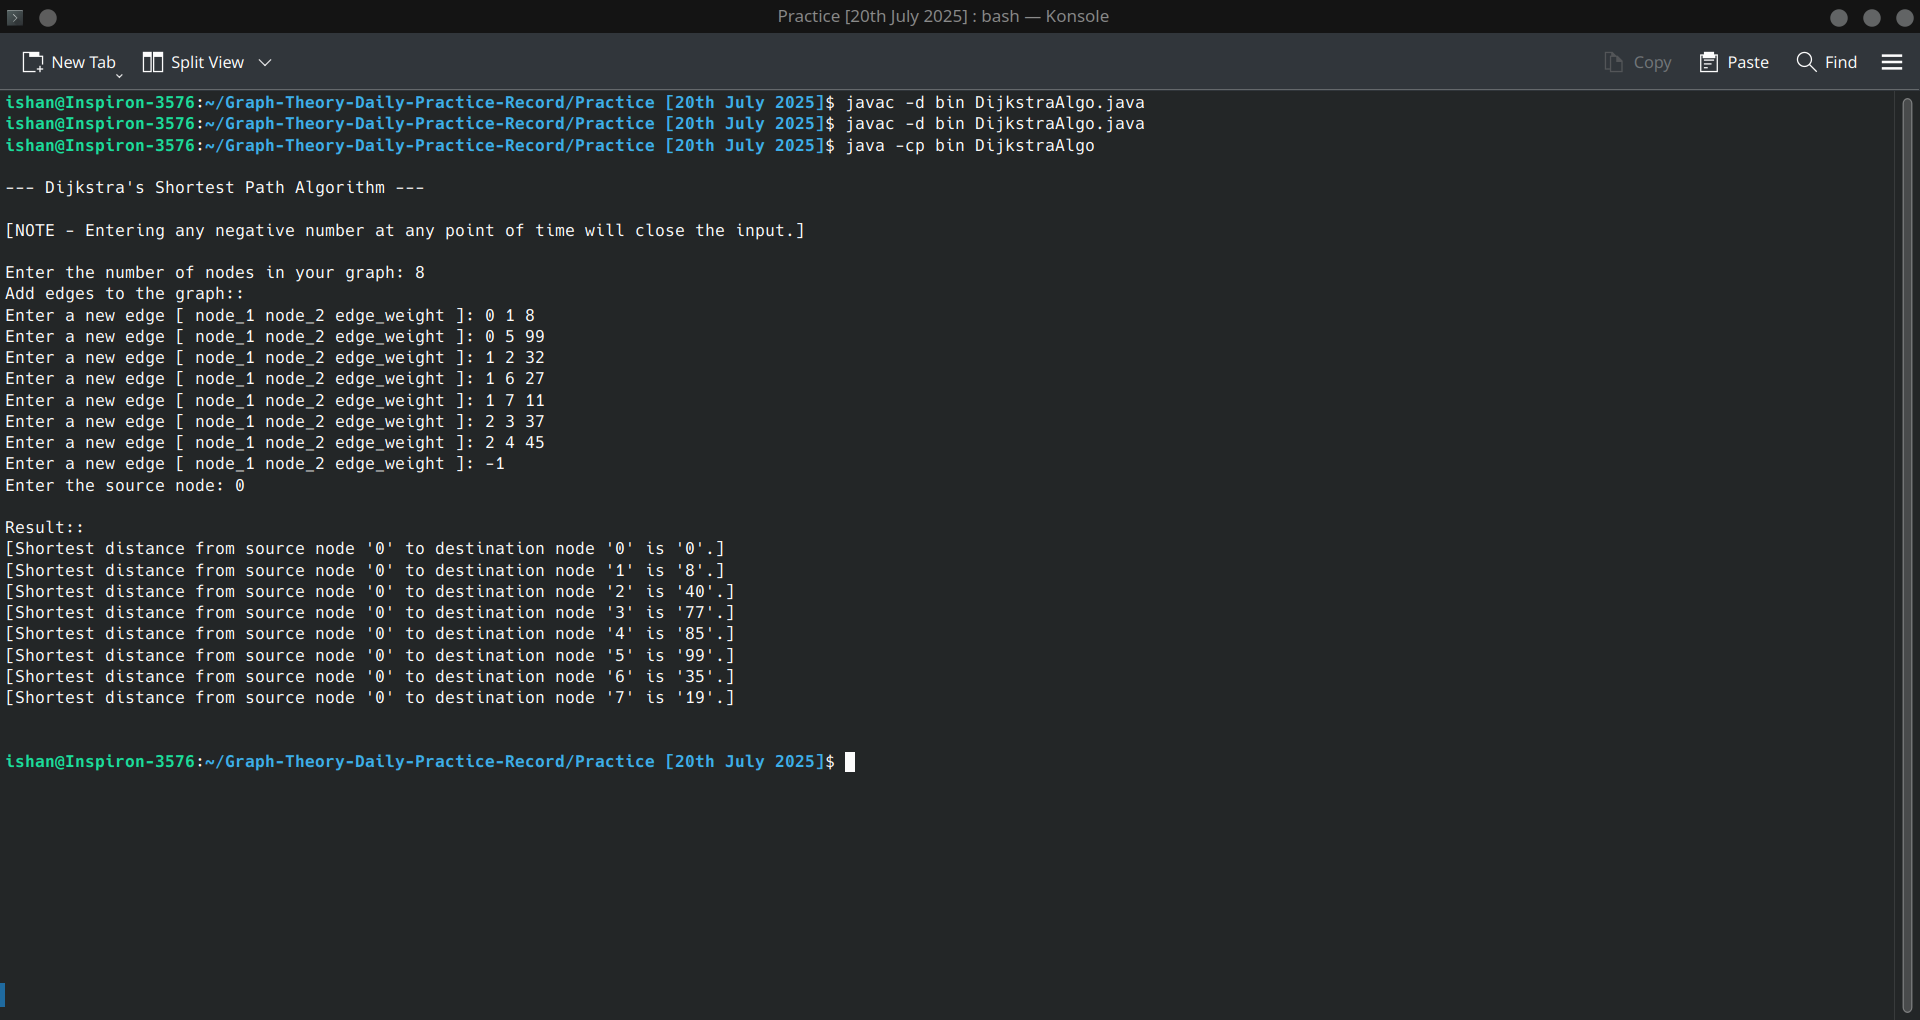 Practice [20th July 2025] : bash — Konsole
New Tab Split View Copy Paste Find
ishan@Inspiron-3576:~/Graph-Theory-Daily-Practice-Record/Practice [20th July 2025]$ javac -d bin DijkstraAlgo.java
ishan@Inspiron-3576:~/Graph-Theory-Daily-Practice-Record/Practice [20th July 2025]$ javac -d bin DijkstraAlgo.java
ishan@Inspiron-3576:~/Graph-Theory-Daily-Practice-Record/Practice [20th July 2025]$ java -cp bin DijkstraAlgo
--- Dijkstra's Shortest Path Algorithm ---
[NOTE - Entering any negative number at any point of time will close the input.]
Enter the number of nodes in your graph: 8
Add edges to the graph::
Enter a new edge [ node_1 node_2 edge_weight ]: 0 1 8
Enter a new edge [ node_1 node_2 edge_weight ]: 0 5 99
Enter a new edge [ node_1 node_2 edge_weight ]: 1 2 32
Enter a new edge [ node_1 node_2 edge_weight ]: 1 6 27
Enter a new edge [ node_1 node_2 edge_weight ]: 1 7 11
Enter a new edge [ node_1 node_2 edge_weight ]: 2 3 37
Enter a new edge [ node_1 node_2 edge_weight ]: 2 4 45
Enter a new edge [ node_1 node_2 edge_weight ]: -1
Enter the source node: 0
Result::
[Shortest distance from source node '0' to destination node '0' is '0'.]
[Shortest distance from source node '0' to destination node '1' is '8'.]
[Shortest distance from source node '0' to destination node '2' is '40'.]
[Shortest distance from source node '0' to destination node '3' is '77'.]
[Shortest distance from source node '0' to destination node '4' is '85'.]
[Shortest distance from source node '0' to destination node '5' is '99'.]
[Shortest distance from source node '0' to destination node '6' is '35'.]
[Shortest distance from source node '0' to destination node '7' is '19'.]
ishan@Inspiron-3576:~/Graph-Theory-Daily-Practice-Record/Practice [20th July 2025]$